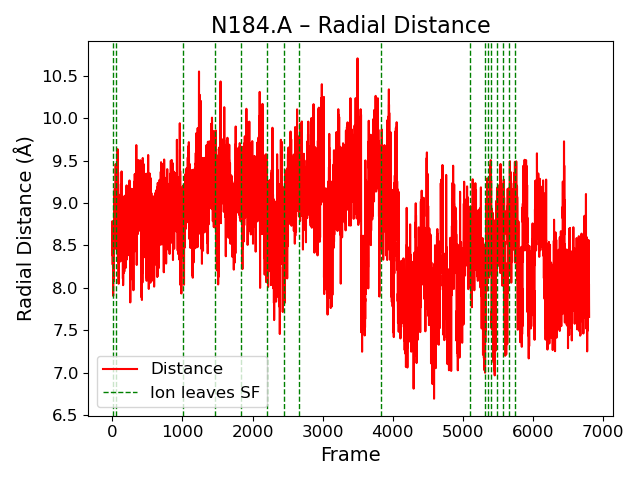 N184.A – Radial Distance
Radial Distance (Å)
10.5
10.0
9.5
9.0
8.5
8.0
7.5
7.0
6.5
Distance
Ion leaves SF
0 1000 2000 3000 4000 5000 6000 7000
Frame